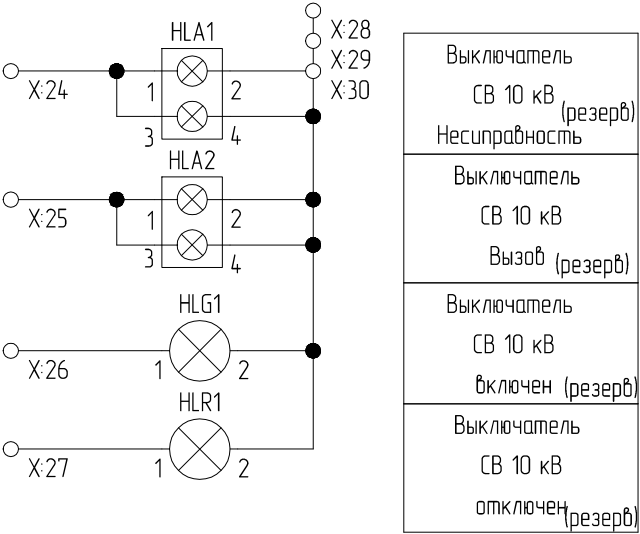 HLA1
X:28
X:29
X:24
1
2
X:30
3
4
HLA2
X:25
1
2
3
4
HLG1
X:26
1
2
HLR1
X:27
1
2
Выключатель
СВ 10 кВ (резерв)
Несиправность
Выключатель
СВ 10 кВ
Вызов (резерв)
Выключатель
СВ 10 кВ
включен (резерв)
Выключатель
СВ 10 кВ
отключен (резерв)